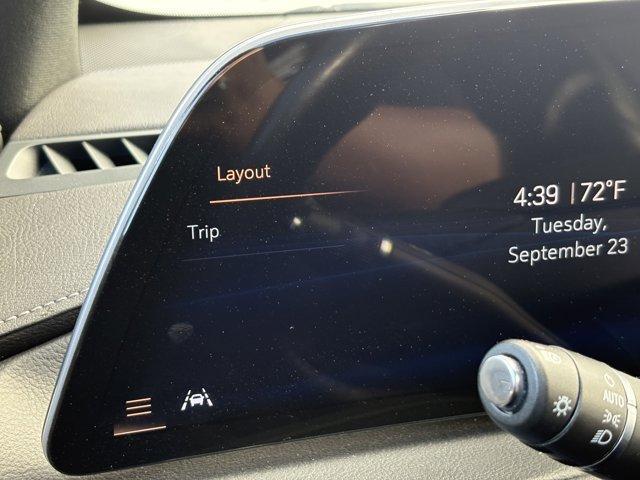 Layout
4:39 | 72°F
Trip
Tuesday,
September 23
AUTO